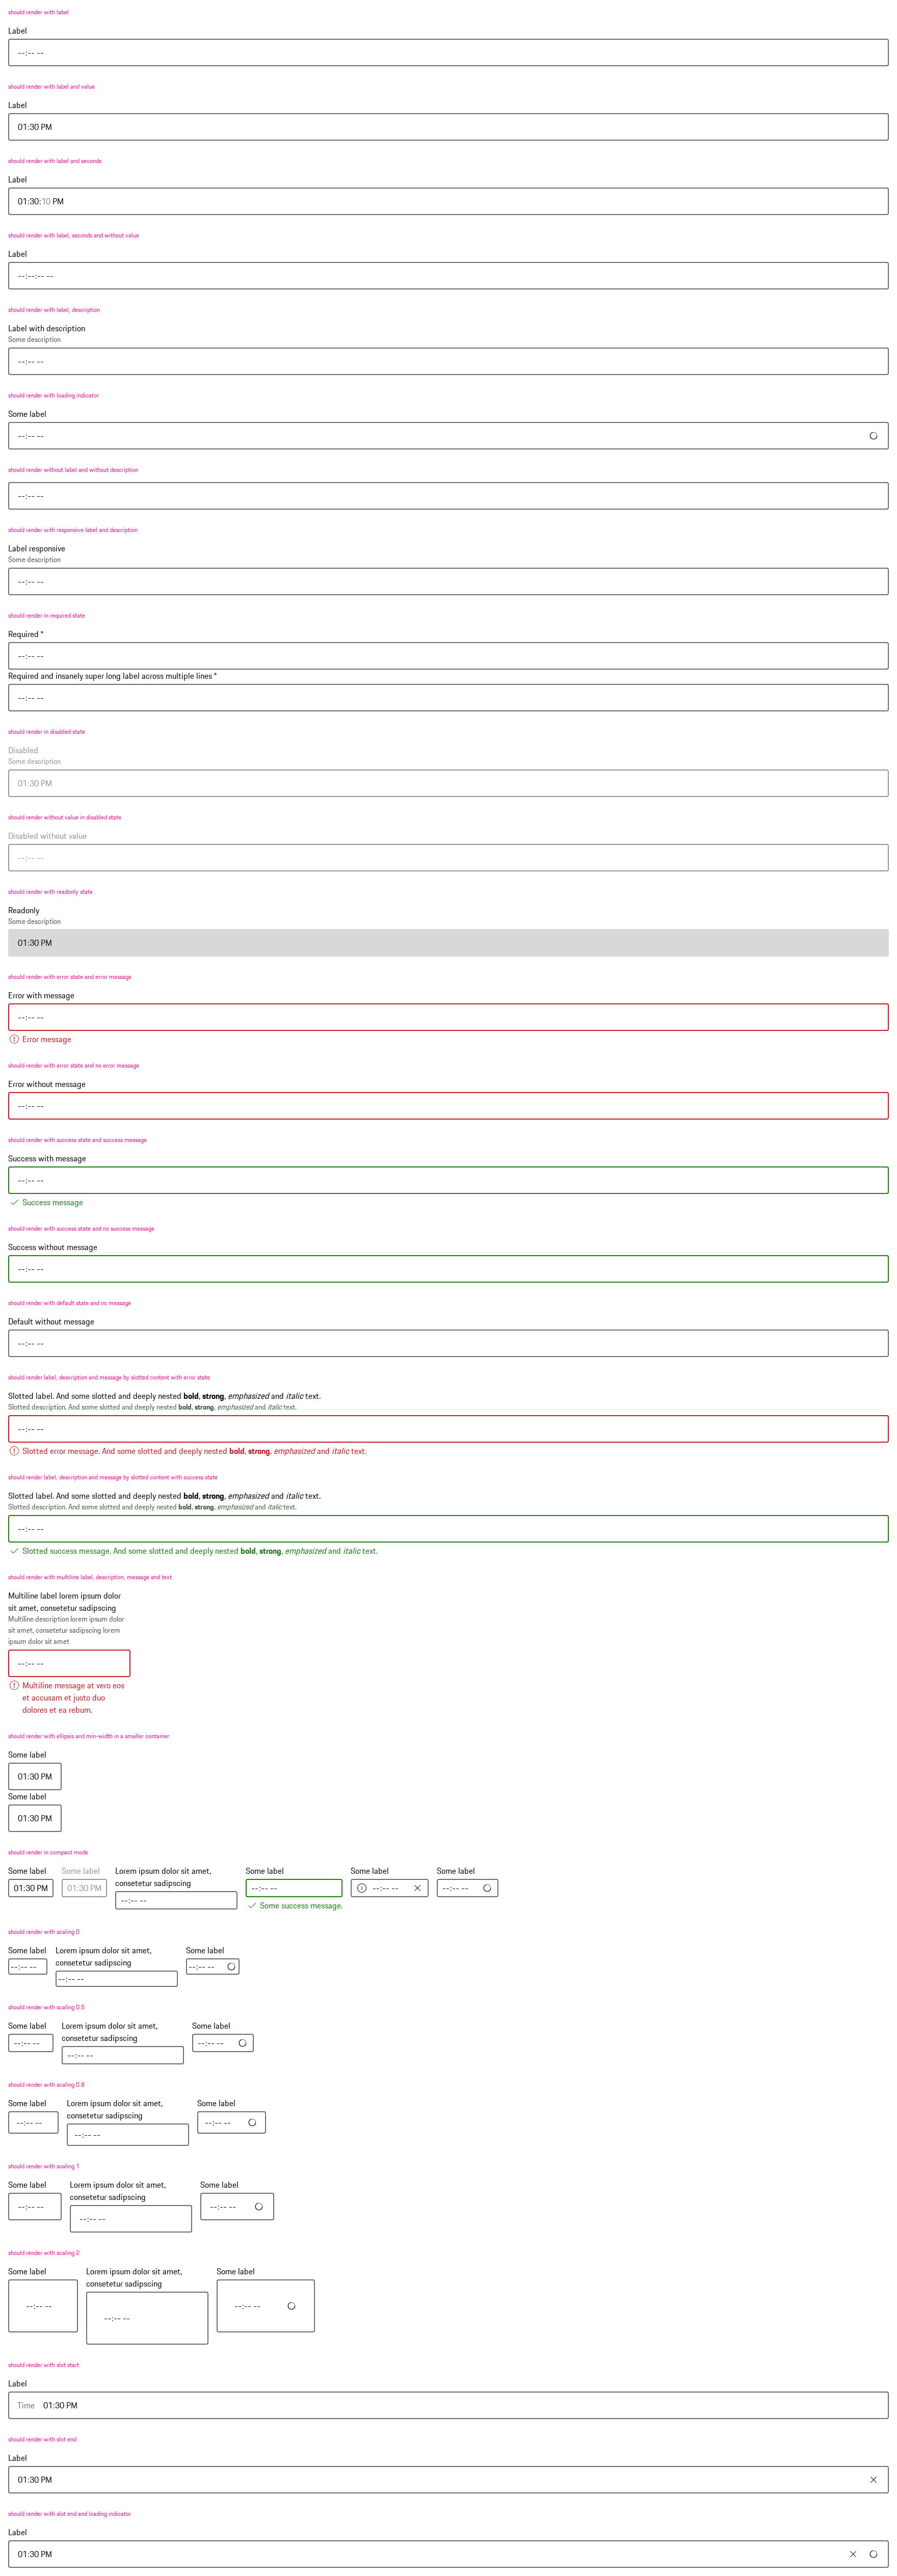 should render with label
Label
--:-- --
should render with label and value
Label
01:30 PM
should render with label and seconds
Label
01:30:10 PM
should render with label, seconds and without value
Label
--:--:-- --
should render with label, description
Label with description
Some description
--:-- --
should render with loading indicator
Some label
--:-- --
should render without label and without description
--:-- --
should render with responsive label and description
Label responsive
Some description
--:-- --
should render in required state
Required *
--:-- --
Required and insanely super long label across multiple lines *
--:-- --
should render in disabled state
Disabled
Some description
01:30 PM
should render without value in disabled state
Disabled without value
--:-- --
should render with readonly state
Readonly
Some description
01:30 PM
should render with error state and error message
Error with message
--:-- --
Error message
should render with error state and no error message
Error without message
--:-- --
should render with success state and success message
Success with message
--:-- --
Success message
should render with success state and no success message
Success without message
--:-- --
should render with default state and no message
Default without message
--:-- --
should render label, description and message by slotted content with error state
Slotted label. And some slotted and deeply nested bold, strong, emphasized and italic text.
Slotted description. And some slotted and deeply nested bold, strong, emphasized and italic text.
--:-- --
Slotted error message. And some slotted and deeply nested bold, strong, emphasized and italic text.
should render label, description and message by slotted content with success state
Slotted label. And some slotted and deeply nested bold, strong, emphasized and italic text.
Slotted description. And some slotted and deeply nested bold, strong, emphasized and italic text.
--:-- --
Slotted success message. And some slotted and deeply nested bold, strong, emphasized and italic text.
should render with multiline label, description, message and text
Multiline label lorem ipsum dolor
sit amet, consetetur sadipscing
Multiline description lorem ipsum dolor
sit amet, consetetur sadipscing lorem
ipsum dolor sit amet
--:-- --
Multiline message at vero eos
et accusam et justo duo
dolores et ea rebum.
should render with ellipsis and min-width in a smaller container
Some label
01:30 PM
Some label
01:30 PM
should render in compact mode
Some label
01:30 PM
Some label
01:30 PM
Lorem ipsum dolor sit amet,
consetetur sadipscing
--:-- --
Some label
--:-- --
Some success message.
Some label
--:-- --
Some label
--:-- --
should render with scaling 0
Some label
--:-- --
Lorem ipsum dolor sit amet,
consetetur sadipscing
--:-- --
Some label
--:-- --
should render with scaling 0.5
Some label
--:-- --
Lorem ipsum dolor sit amet,
consetetur sadipscing
--:-- --
Some label
--:-- --
should render with scaling 0.8
Some label
--:-- --
Lorem ipsum dolor sit amet,
consetetur sadipscing
--:-- --
Some label
--:-- --
should render with scaling 1
Some label
--:-- --
Lorem ipsum dolor sit amet,
consetetur sadipscing
--:-- --
Some label
--:-- --
should render with scaling 2
Some label
--:-- --
Lorem ipsum dolor sit amet,
consetetur sadipscing
--:-- --
Some label
--:-- --
should render with slot start
Label
Time 01:30 PM
should render with slot end
Label
01:30 PM
should render with slot end and loading indicator
Label
01:30 PM